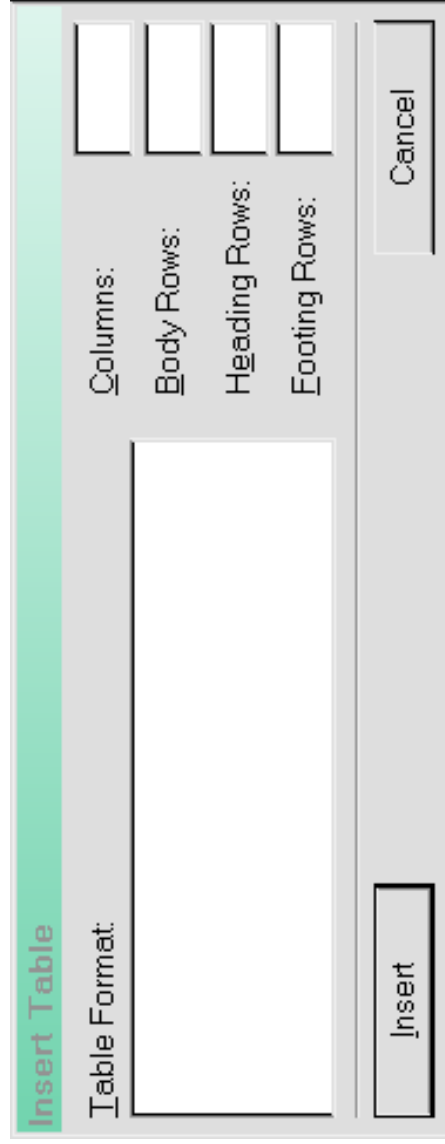 Insert Table
Table Format:
Columns:
Body Rows:
Heading Rows:
Footing Rows:
Insert
Cancel